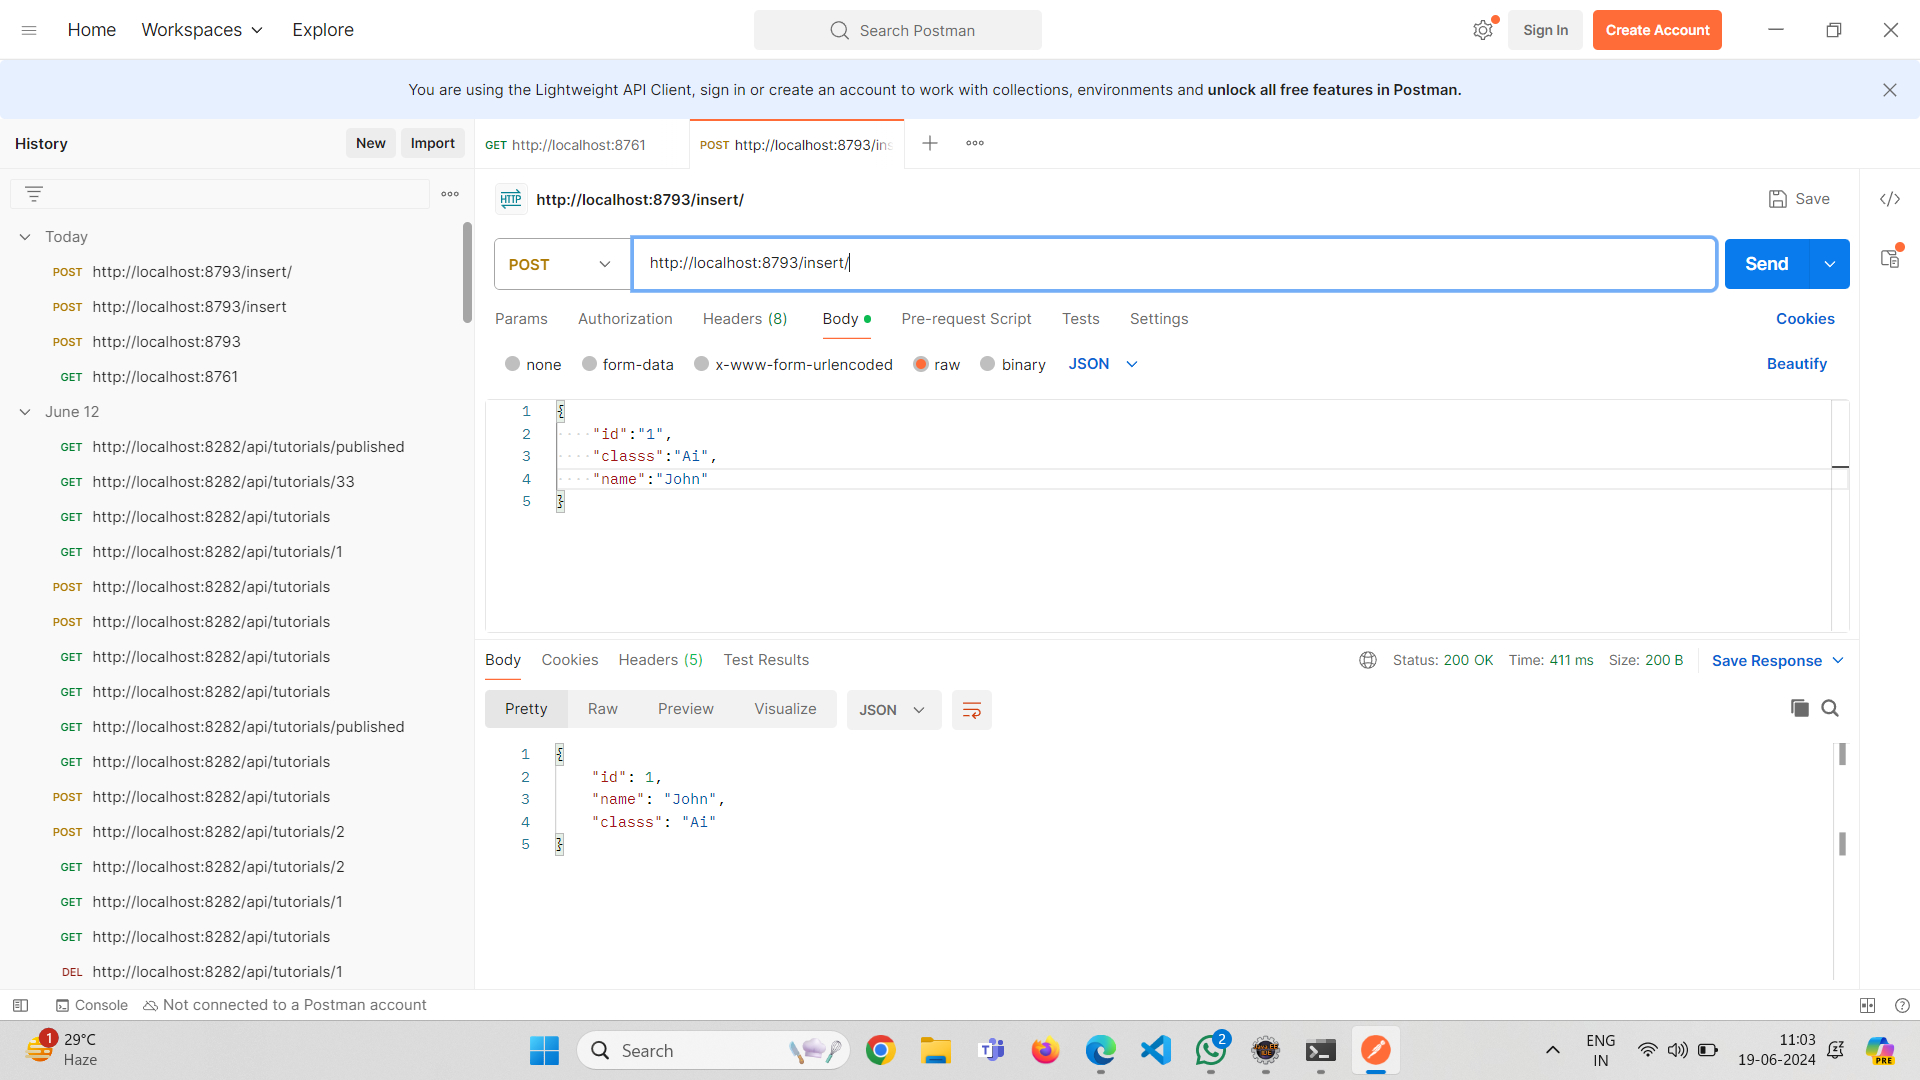 Home Workspaces Explore Search Postman Sign In Create Account
You are using the Lightweight API Client, sign in or create an account to work with collections, environments and unlock all free features in Postman.
History New Import
GET http://localhost:8761 POST http://localhost:8793/ins
Today
POST http://localhost:8793/insert/
POST http://localhost:8793/insert
POST http://localhost:8793
GET http://localhost:8761
June 12
GET http://localhost:8282/api/tutorials/published
GET http://localhost:8282/api/tutorials/33
GET http://localhost:8282/api/tutorials
GET http://localhost:8282/api/tutorials/1
POST http://localhost:8282/api/tutorials
POST http://localhost:8282/api/tutorials
GET http://localhost:8282/api/tutorials
GET http://localhost:8282/api/tutorials
GET http://localhost:8282/api/tutorials/published
GET http://localhost:8282/api/tutorials
POST http://localhost:8282/api/tutorials
POST http://localhost:8282/api/tutorials/2
GET http://localhost:8282/api/tutorials/2
GET http://localhost:8282/api/tutorials/1
GET http://localhost:8282/api/tutorials
DEL http://localhost:8282/api/tutorials/1
HTTP http://localhost:8793/insert/ Save </>
POST http://localhost:8793/insert/ Send
Params Authorization Headers (8) Body Pre-request Script Tests Settings Cookies
none form-data x-www-form-urlencoded raw binary JSON Beautify
1 {
2 "id":"1",
3 "classs":"Ai",
4 "name":"John"
5 }
Body Cookies Headers (5) Test Results Status: 200 OK Time: 411 ms Size: 200 B Save Response
Pretty Raw Preview Visualize JSON
1 {
2 "id": 1,
3 "name": "John",
4 "classs": "Ai"
5 }
Console Not connected to a Postman account
1 29°C
Haze
Search
2
PRE
ENG
IN
11:03
19-06-2024